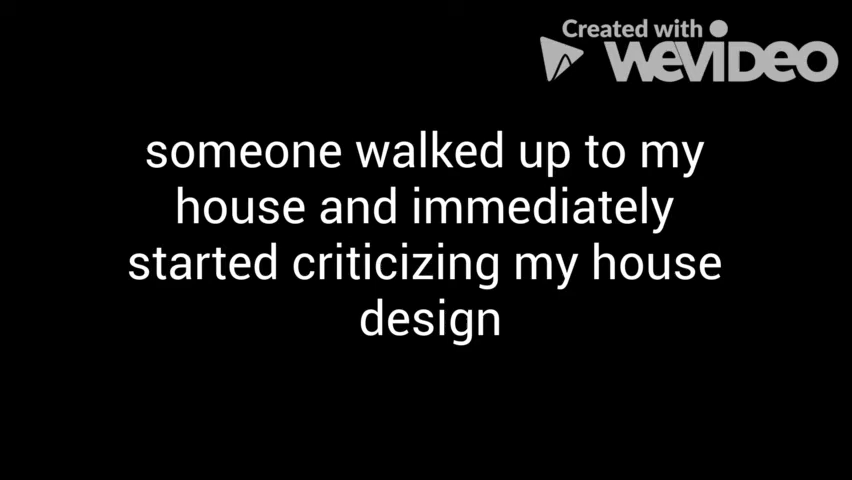 Created with
WEVIDEO
someone walked up to my
house and immediately
started criticizing my house
design